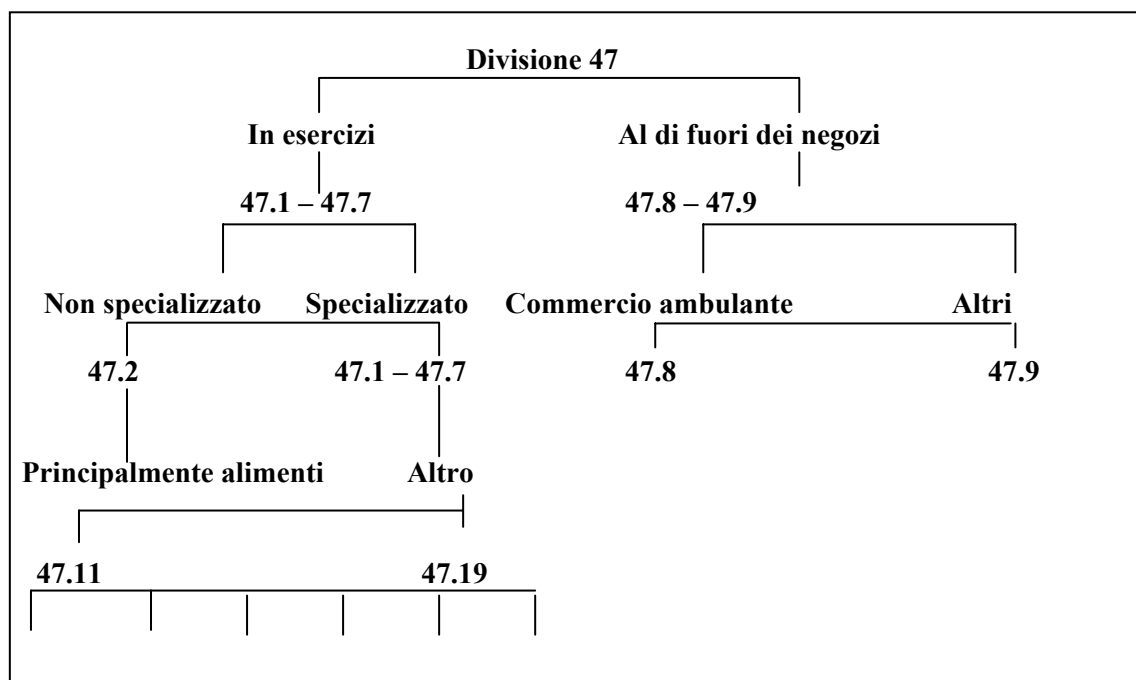 Divisione 47
In esercizi Al di fuori dei negozi
47.1 – 47.7 47.8 – 47.9
Non specializzato Specializzato Commercio ambulante Altri
47.2 47.1 – 47.7 47.8 47.9
Principalmente alimenti Altro
47.11 47.19